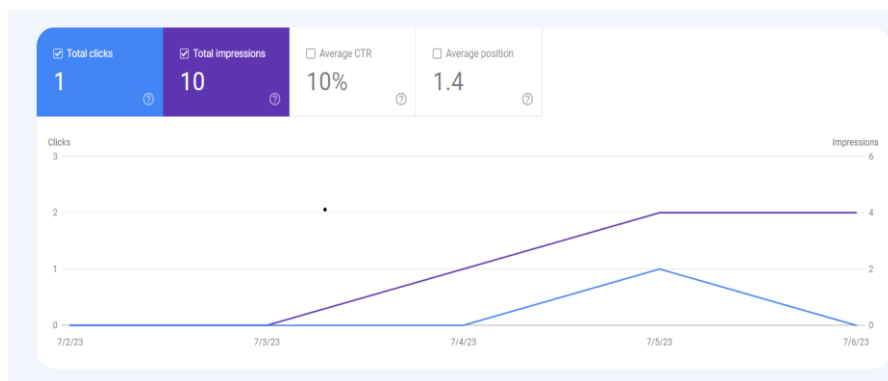 Total clicks Total impressions Average CTR Average position
1 10 10% 1.4
Clicks Impressions
3 6
2 4
1 2
0 0
7/2/23 7/3/23 7/4/23 7/5/23 7/6/23